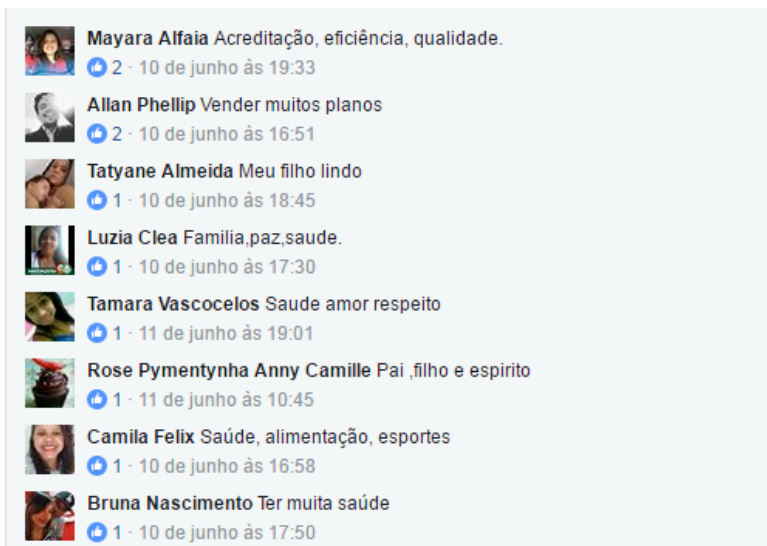 Mayara Alfaia Acreditação, eficiência, qualidade.
2 · 10 de junho às 19:33
Allan Phellip Vender muitos planos
2 · 10 de junho às 16:51
Tatyane Almeida Meu filho lindo
1 · 10 de junho às 18:45
Luzia Clea Familia,paz,saude.
1 · 10 de junho às 17:30
Tamara Vascocelos Saude amor respeito
1 · 11 de junho às 19:01
Rose Pymentynha Anny Camille Pai ,filho e espirito
1 · 11 de junho às 10:45
Camila Felix Saúde, alimentação, esportes
1 · 10 de junho às 16:58
Bruna Nascimento Ter muita saúde
1 · 10 de junho às 17:50